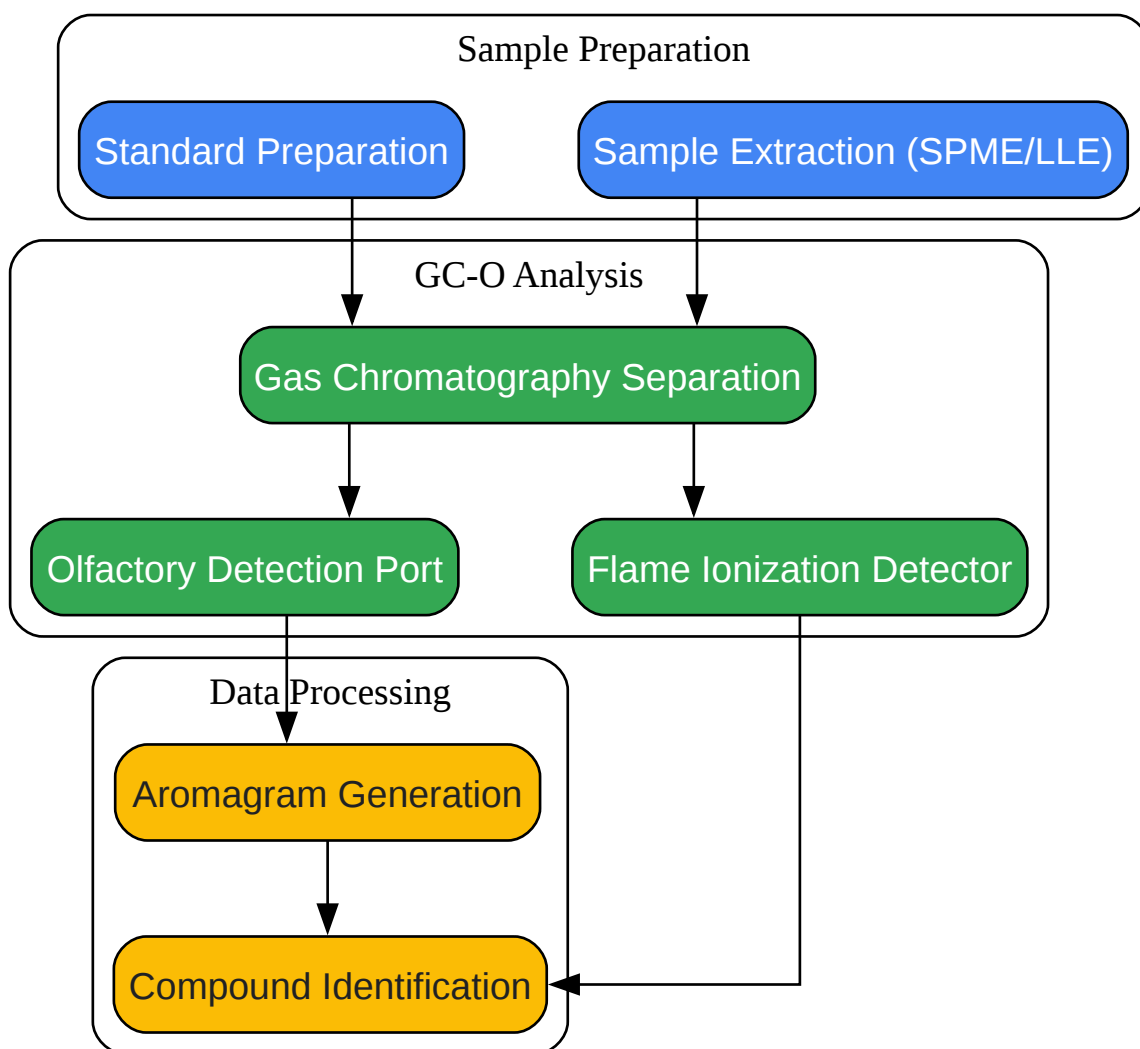 Sample Preparation
Standard Preparation
Sample Extraction (SPME/LLE)
GC-O Analysis
Gas Chromatography Separation
Olfactory Detection Port
Flame Ionization Detector
Data Processing
Aromagram Generation
Compound Identification